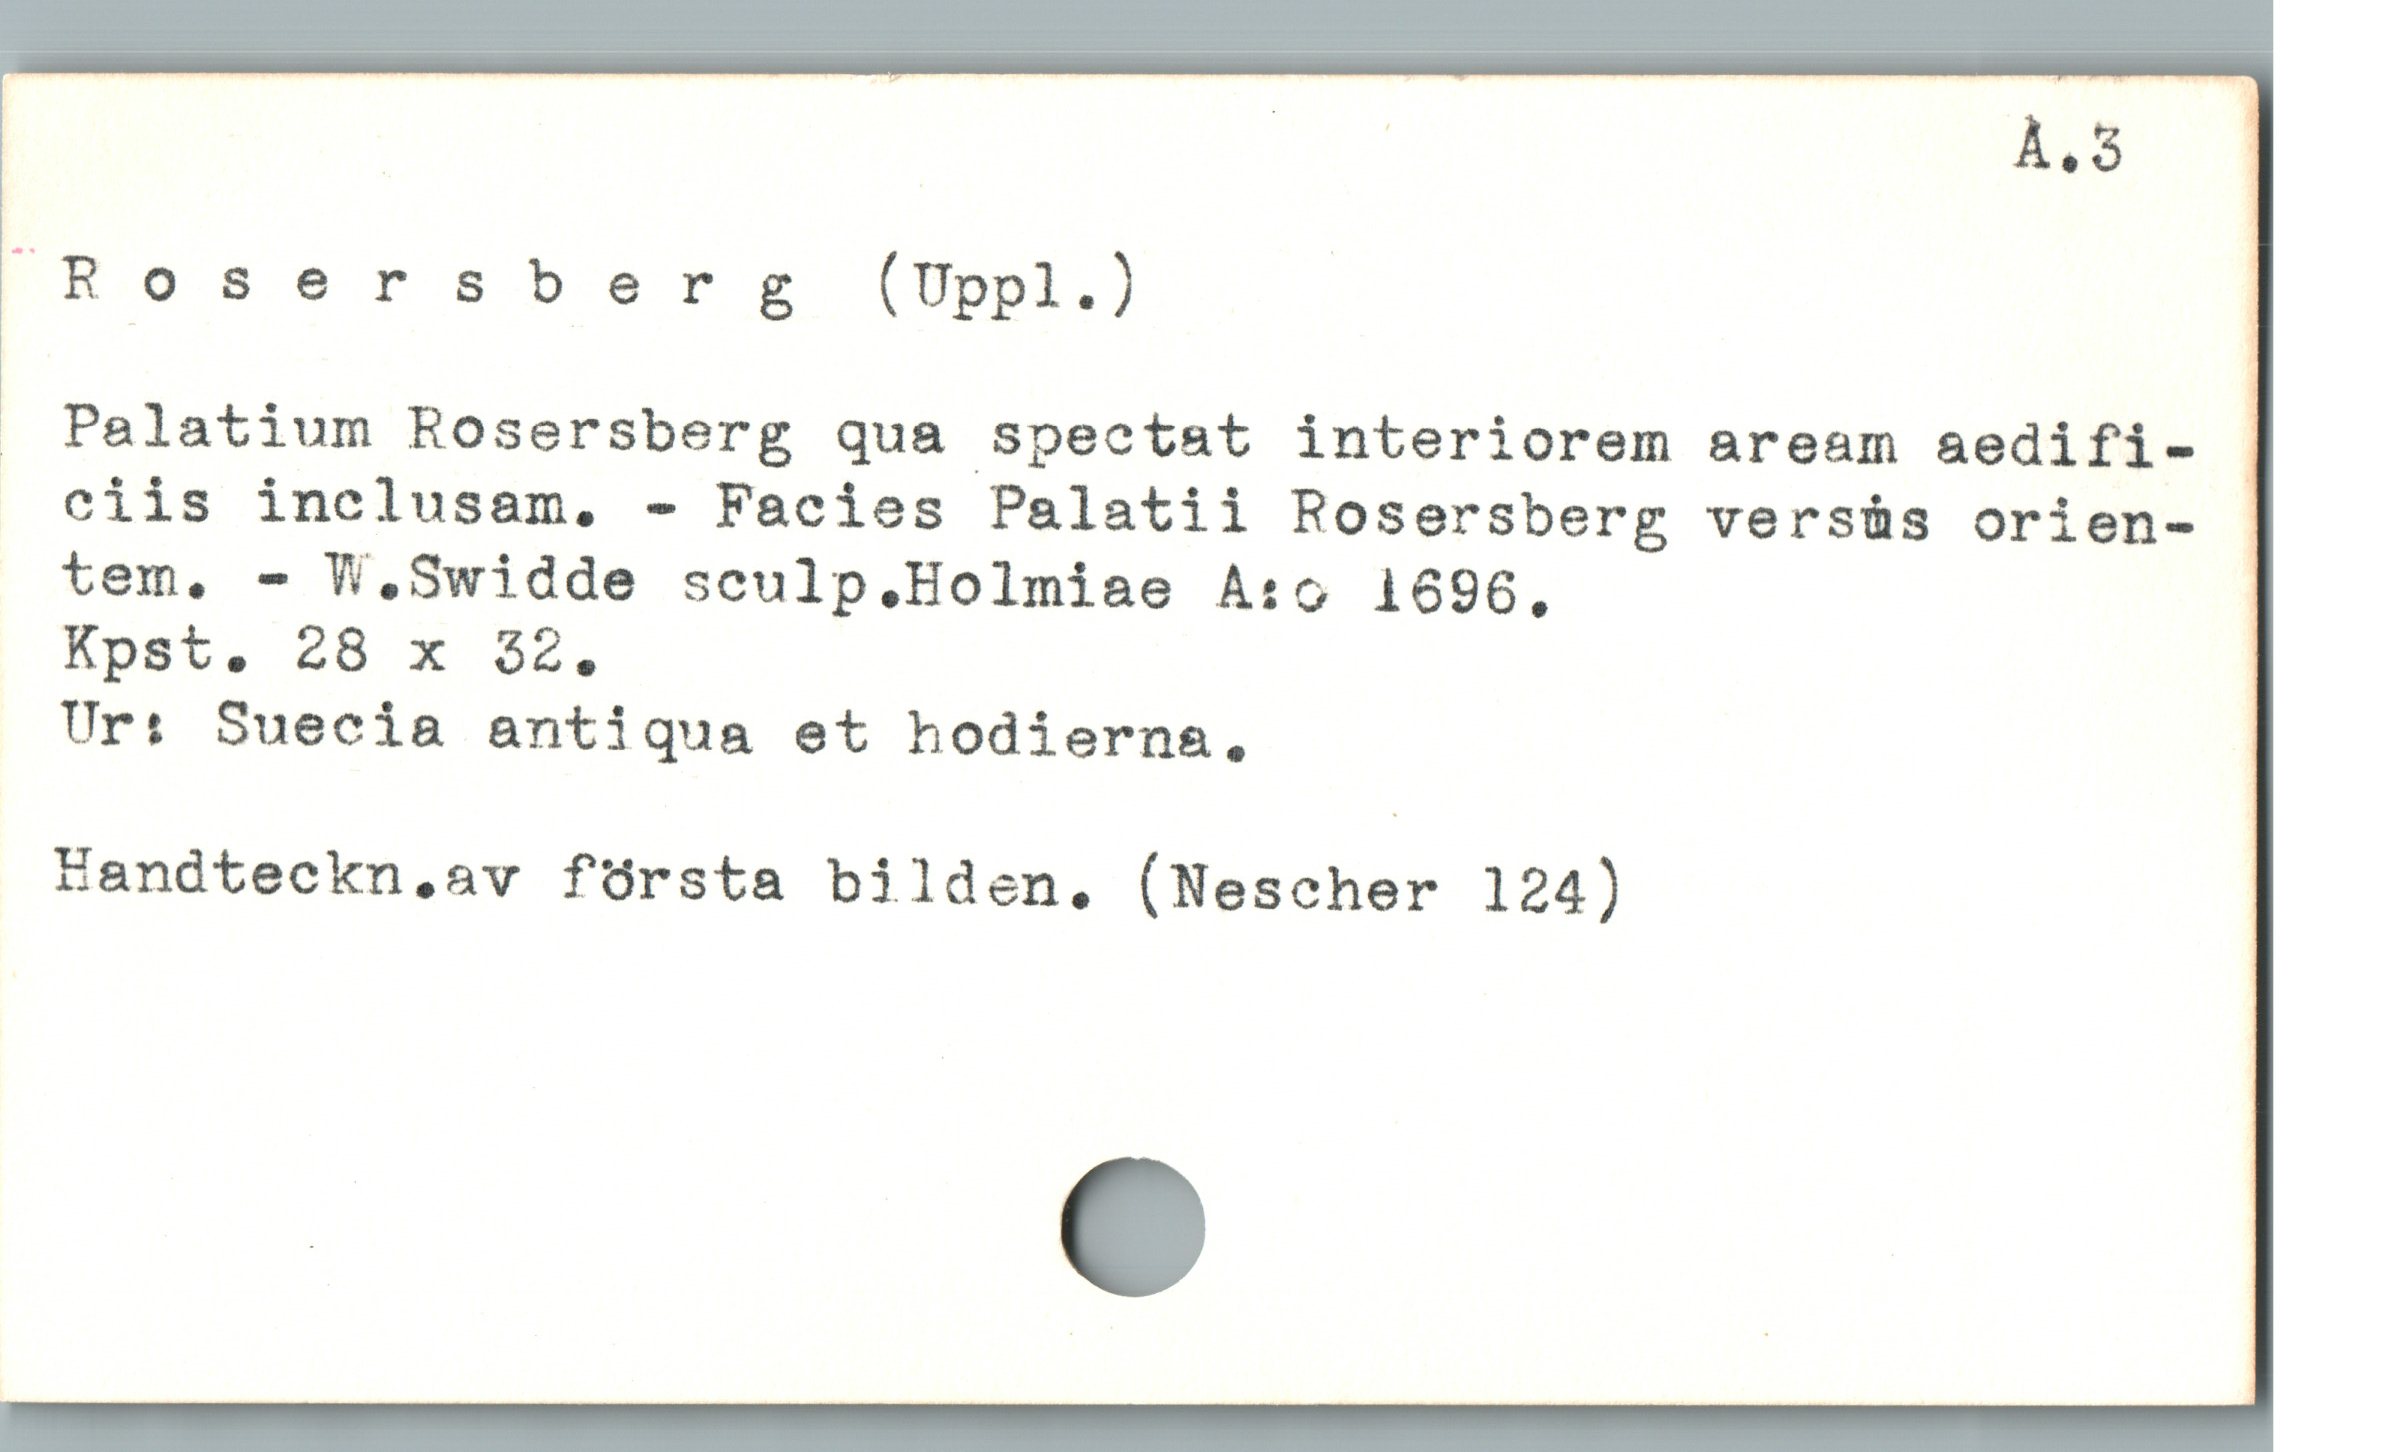 A.3
R o s e r s b e r g (Uppl.)
Palatium Rosersberg qua spectat interiorem aream aedifi-
ciis inclusam. - Facies Palatii Rosersberg versus orien-
tem. - W.Swidde sculp.Holmiae A:o 1696.
Kpst. 28 x 32.
Ur: Suecia antiqua et hodierna.
Handteckn.av första bilden. (Nescher 124)